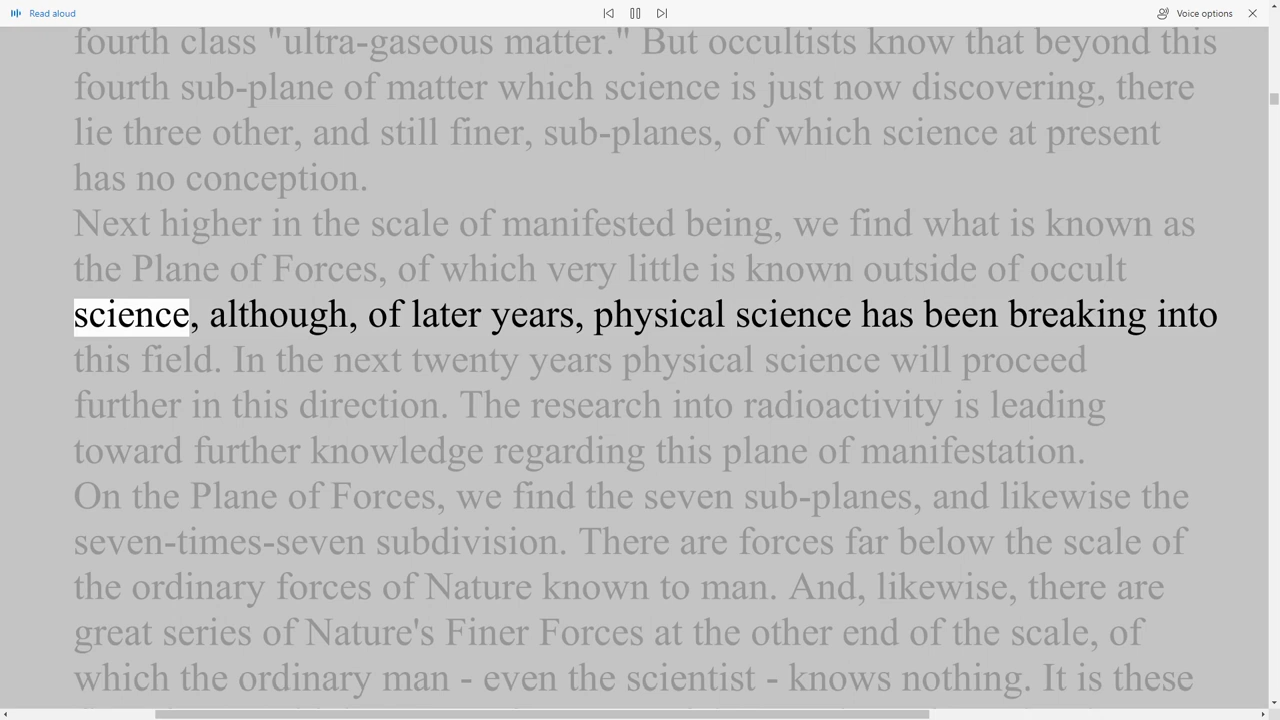 Read aloud
Voice options
fourth class "ultra-gaseous matter." But occultists know that beyond this
fourth sub-plane of matter which science is just now discovering, there
lie three other, and still finer, sub-planes, of which science at present
has no conception.
Next higher in the scale of manifested being, we find what is known as
the Plane of Forces, of which very little is known outside of occult
science, although, of later years, physical science has been breaking into
this field. In the next twenty years physical science will proceed
further in this direction. The research into radioactivity is leading
toward further knowledge regarding this plane of manifestation.
On the Plane of Forces, we find the seven sub-planes, and likewise the
seven-times-seven subdivision. There are forces far below the scale of
the ordinary forces of Nature known to man. And, likewise, there are
great series of Nature's Finer Forces at the other end of the scale, of
which the ordinary man - even the scientist - knows nothing. It is these